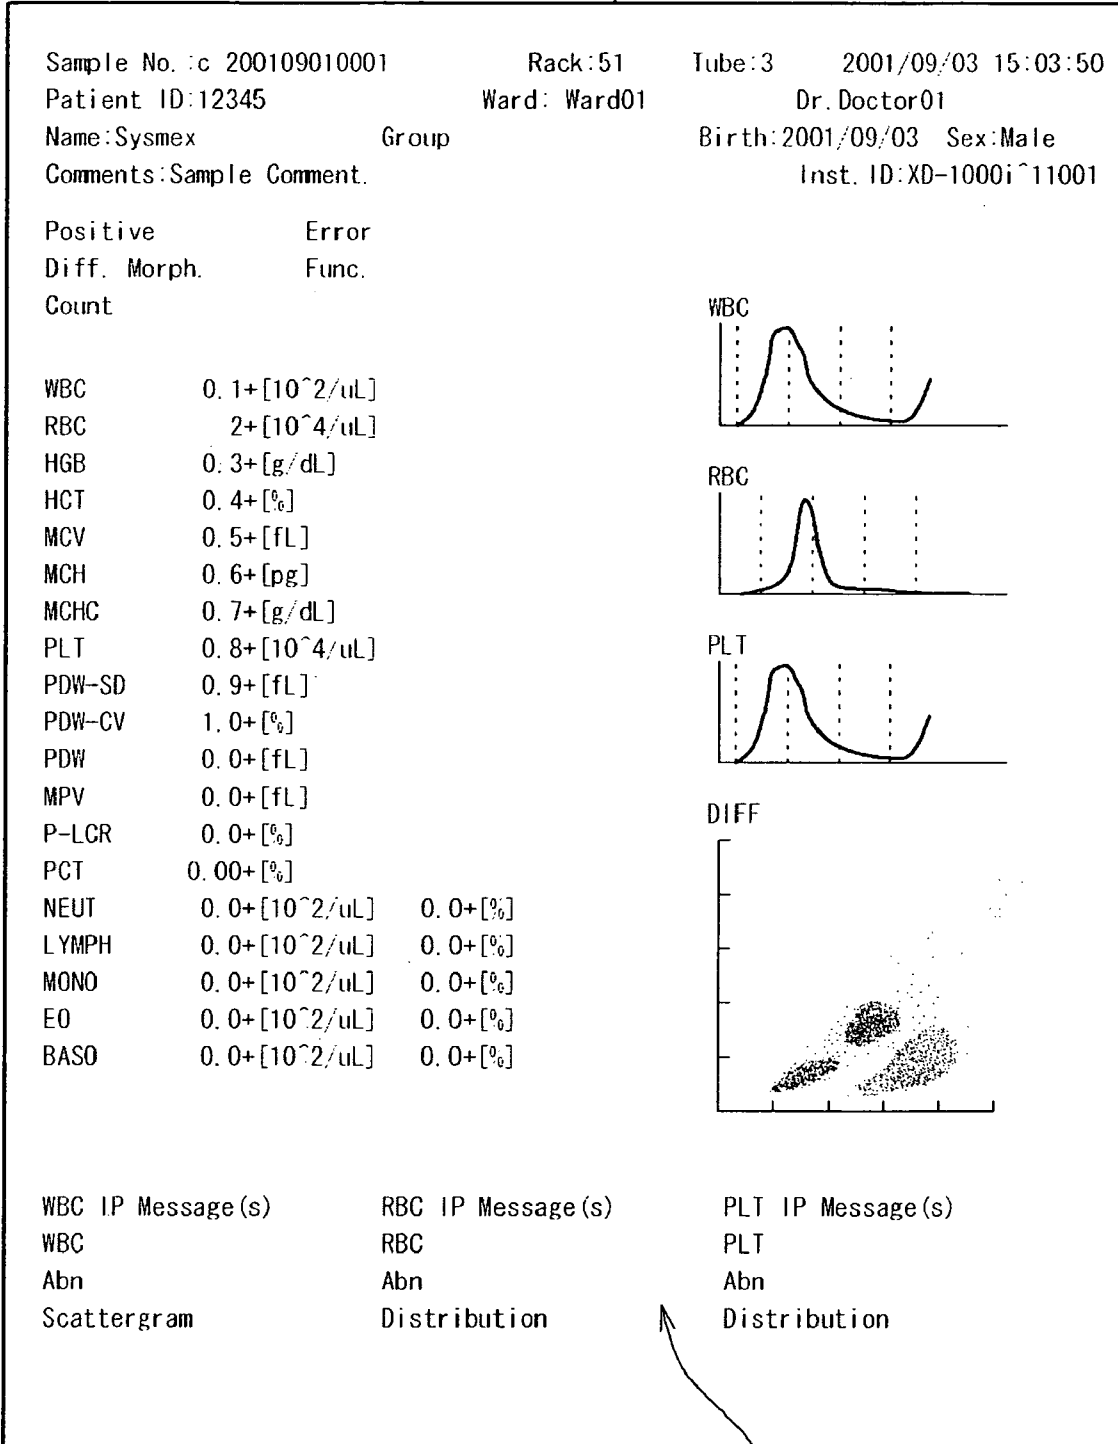 Sample No.:c 200109010001 Rack:51 Tube:3 2001/09/03 15:03:50
Patient ID:12345 Ward: Ward01 Dr.Doctor01
Name:Sysmex Group Birth:2001/09/03 Sex:Male
Comments:Sample Comment. Inst. ID:XD-1000i^11001
Positive Error
Diff. Morph. Func.
Count
WBC
WBC 0.1+[10^2/uL]
RBC 2+[10^4/uL]
HGB 0.3+[g/dL]
RBC
HCT 0.4+[%]
MCV 0.5+[fL]
MCH 0.6+[pg]
MCHC 0.7+[g/dL]
PLT 0.8+[10^4/uL]
PLT
PDW-SD 0.9+[fL]
PDW-CV 1.0+[%]
PDW 0.0+[fL]
MPV 0.0+[fL]
DIFF
P-LCR 0.0+[%]
PCT 0.00+[%]
NEUT 0.0+[10^2/uL] 0.0+[%]
LYMPH 0.0+[10^2/uL] 0.0+[%]
MONO 0.0+[10^2/uL] 0.0+[%]
EO 0.0+[10^2/uL] 0.0+[%]
BASO 0.0+[10^2/uL] 0.0+[%]
WBC IP Message(s) RBC IP Message(s) PLT IP Message(s)
WBC RBC PLT
Abn Abn Abn
Scattergram Distribution Distribution